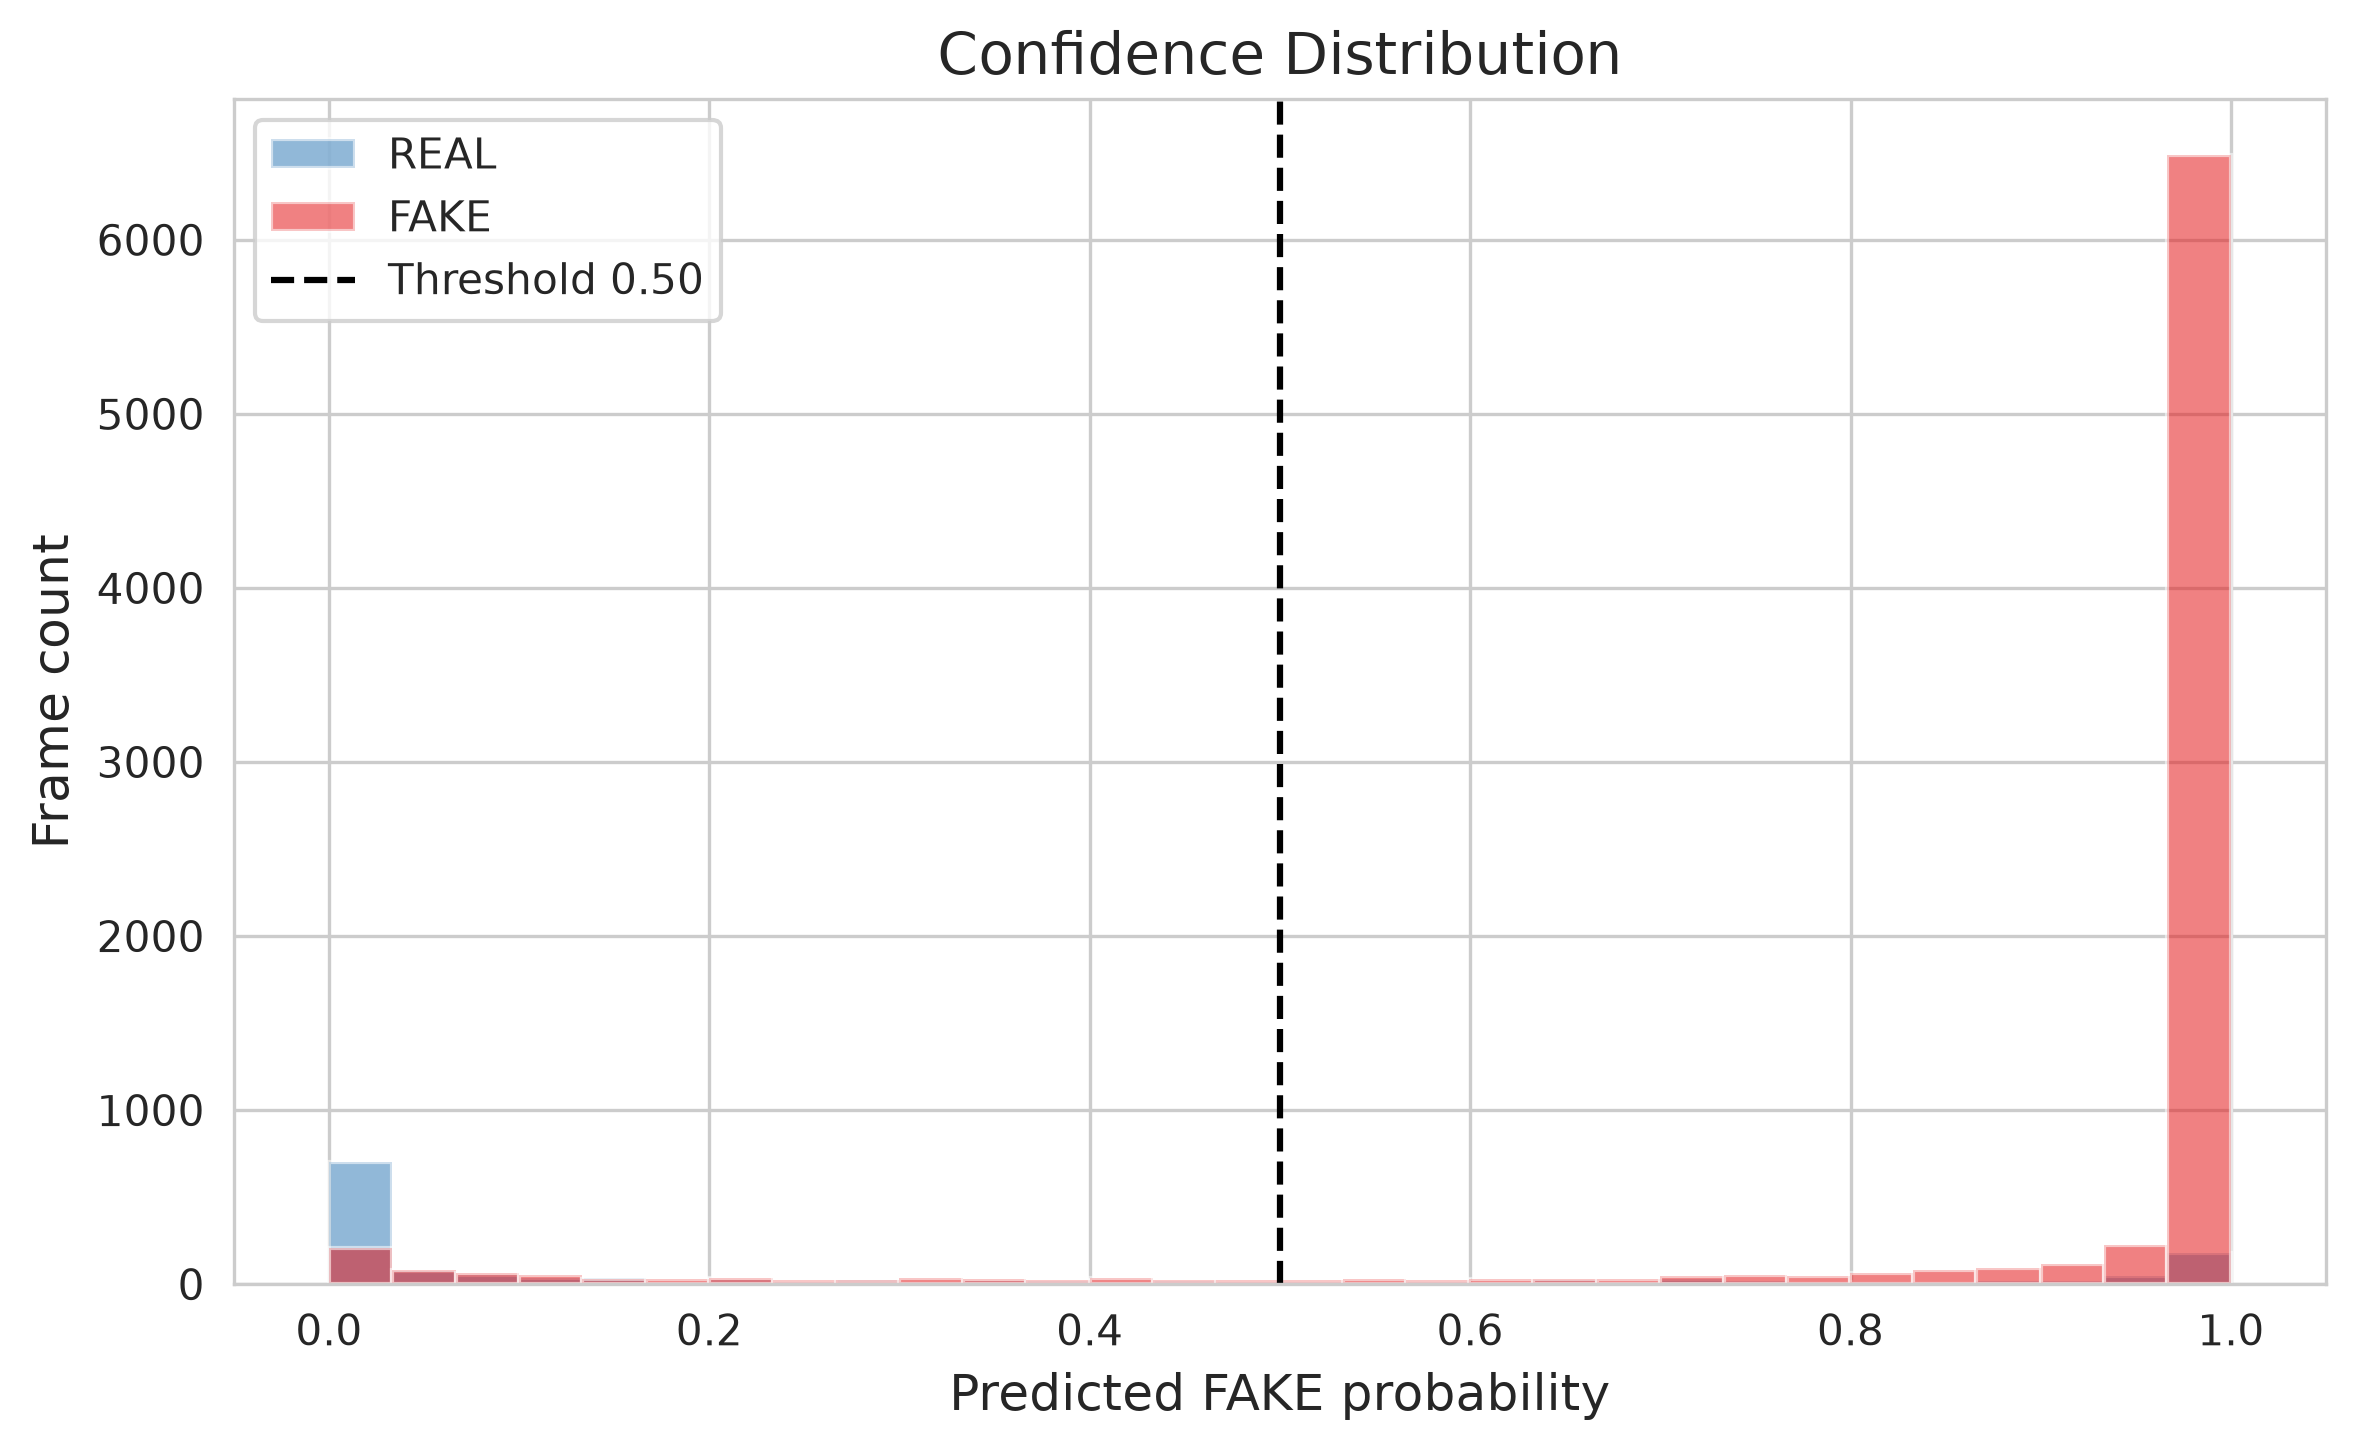 Confidence Distribution
REAL
FAKE
Threshold 0.50
6000
5000
4000
3000
2000
1000
0
Frame count
0.0 0.2 0.4 0.6 0.8 1.0
Predicted FAKE probability